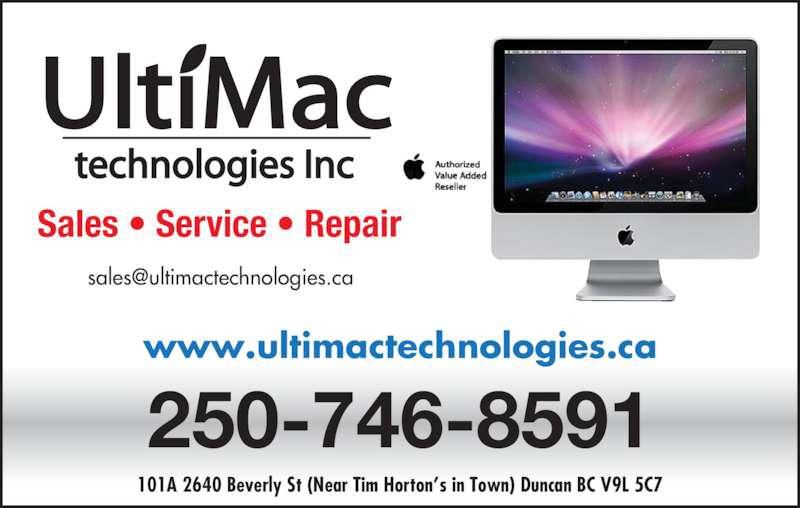 UltiMac
technologies Inc
Authorized
Value Added
Reseller
Sales • Service • Repair
sales@ultimactechnologies.ca
www.ultimactechnologies.ca
250-746-8591
101A 2640 Beverly St (Near Tim Horton's in Town) Duncan BC V9L 5C7